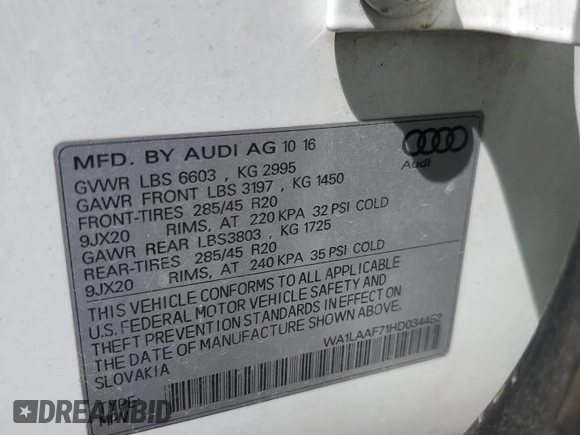 MFD. BY AUDI AG 10 16
Audi
GVWR LBS 6603 , KG 2995
GAWR FRONT LBS 3197 , KG 1450
FRONT-TIRES 285/45 R20
9JX20 RIMS, AT 220 KPA 32 PSI COLD
GAWR REAR LBS3803 , KG 1725
REAR-TIRES 285/45 R20
9JX20 RIMS, AT 240 KPA 35 PSI COLD
THIS VEHICLE CONFORMS TO ALL APPLICABLE
U.S. FEDERAL MOTOR VEHICLE SAFETY AND
THEFT PREVENTION STANDARDS IN EFFECT ON
THE DATE OF MANUFACTURE SHOWN ABOVE.
SLOVAKIA
WA1LAAF71HD034452
TYPE:
MPV
DREAMBID